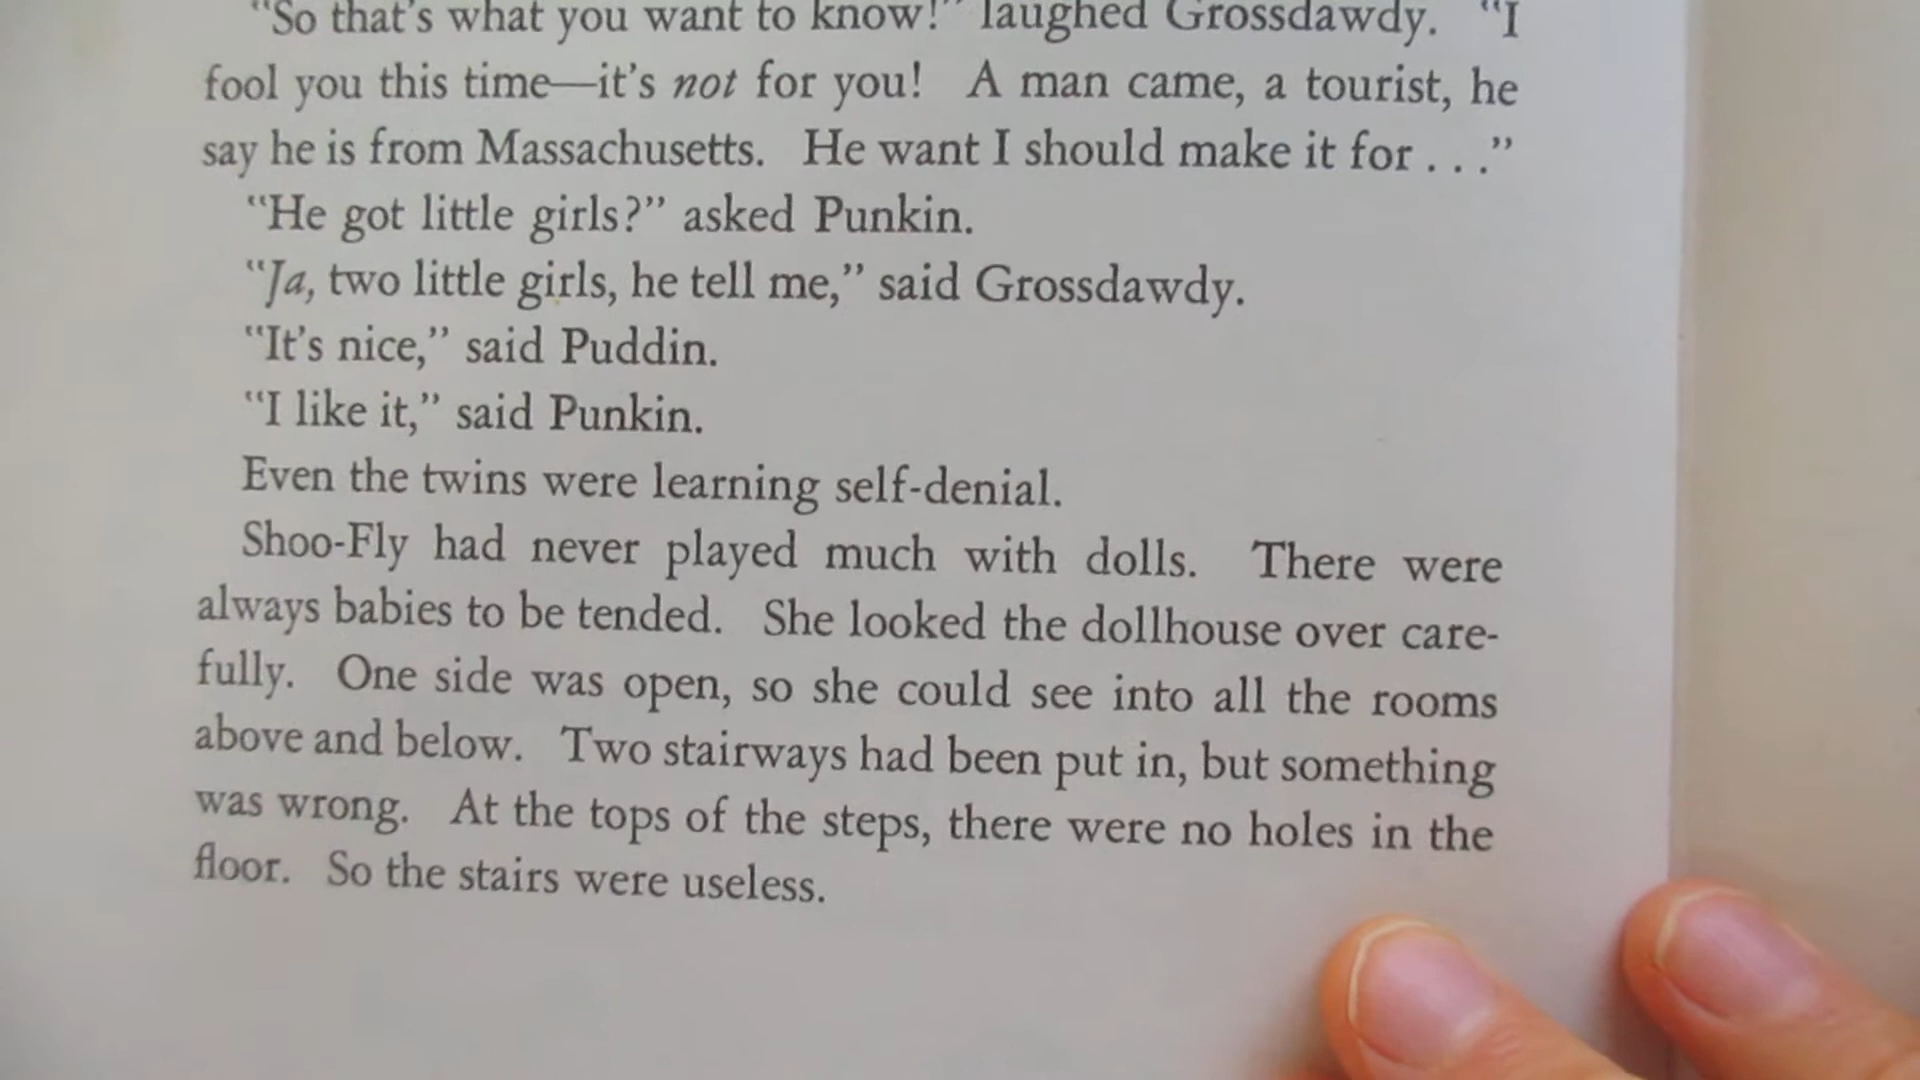 "So that's what you want to know!" laughed Grossdawdy. "I
fool you this time—it's not for you! A man came, a tourist, he
say he is from Massachusetts. He want I should make it for . . ."
"He got little girls?" asked Punkin.
"Ja, two little girls, he tell me," said Grossdawdy.
"It's nice," said Puddin.
"I like it," said Punkin.
Even the twins were learning self-denial.
Shoo-Fly had never played much with dolls. There were
always babies to be tended. She looked the dollhouse over care-
fully. One side was open, so she could see into all the rooms
above and below. Two stairways had been put in, but something
was wrong. At the tops of the steps, there were no holes in the
floor. So the stairs were useless.